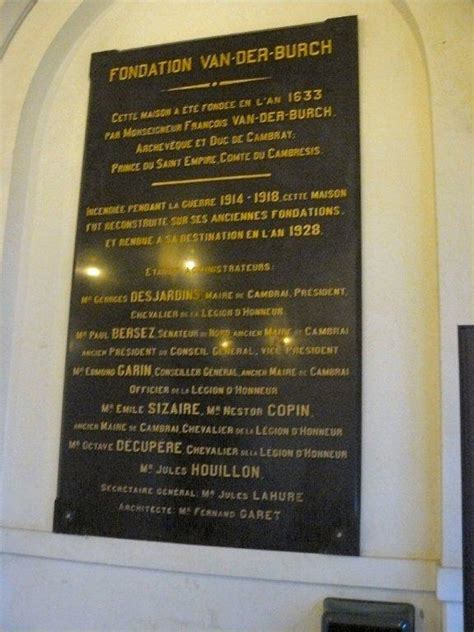 FONDATION VAN-DER-BURCH
CETTE MAISON A ÉTÉ FONDÉE EN L'AN 1633
PAR MONSEIGNEUR FRANÇOIS VAN-DER-BURCH,
ARCHEVÊQUE ET DUC DE CAMBRAY,
PRINCE DU SAINT EMPIRE, COMTE DU CAMBRESIS.
INCENDIÉE PENDANT LA GUERRE 1914-1918, CETTE MAISON
FUT RECONSTRUITE SUR SES ANCIENNES FONDATIONS,
ET RENDUE A SA DESTINATION EN L'AN 1928.
ETANT ADMINISTRATEURS:
MR GEORGES DESJARDINS, MAIRE DE CAMBRAI, PRÉSIDENT,
CHEVALIER DE LA LÉGION D'HONNEUR
MR PAUL BERSEZ, SÉNATEUR DU NORD ANCIEN MAIRE DE CAMBRAI
ANCIEN PRÉSIDENT DU CONSEIL GÉNÉRAL, VICE PRÉSIDENT
MR EDMOND GARIN, CONSEILLER GÉNÉRAL, ANCIEN MAIRE DE CAMBRAI
OFFICIER DE LA LÉGION D'HONNEUR
MR EMILE SIZAIRE, MR NESTOR COPIN,
ANCIEN MAIRE DE CAMBRAI, CHEVALIER DE LA LÉGION D'HONNEUR
MR OCTAVE DECUPÈRE, CHEVALIER DE LA LÉGION D'HONNEUR
MR JULES HOUILLON,
SECRÉTAIRE GÉNÉRAL: MR JULES LAHURE
ARCHITECTE: MR FERNAND GARET